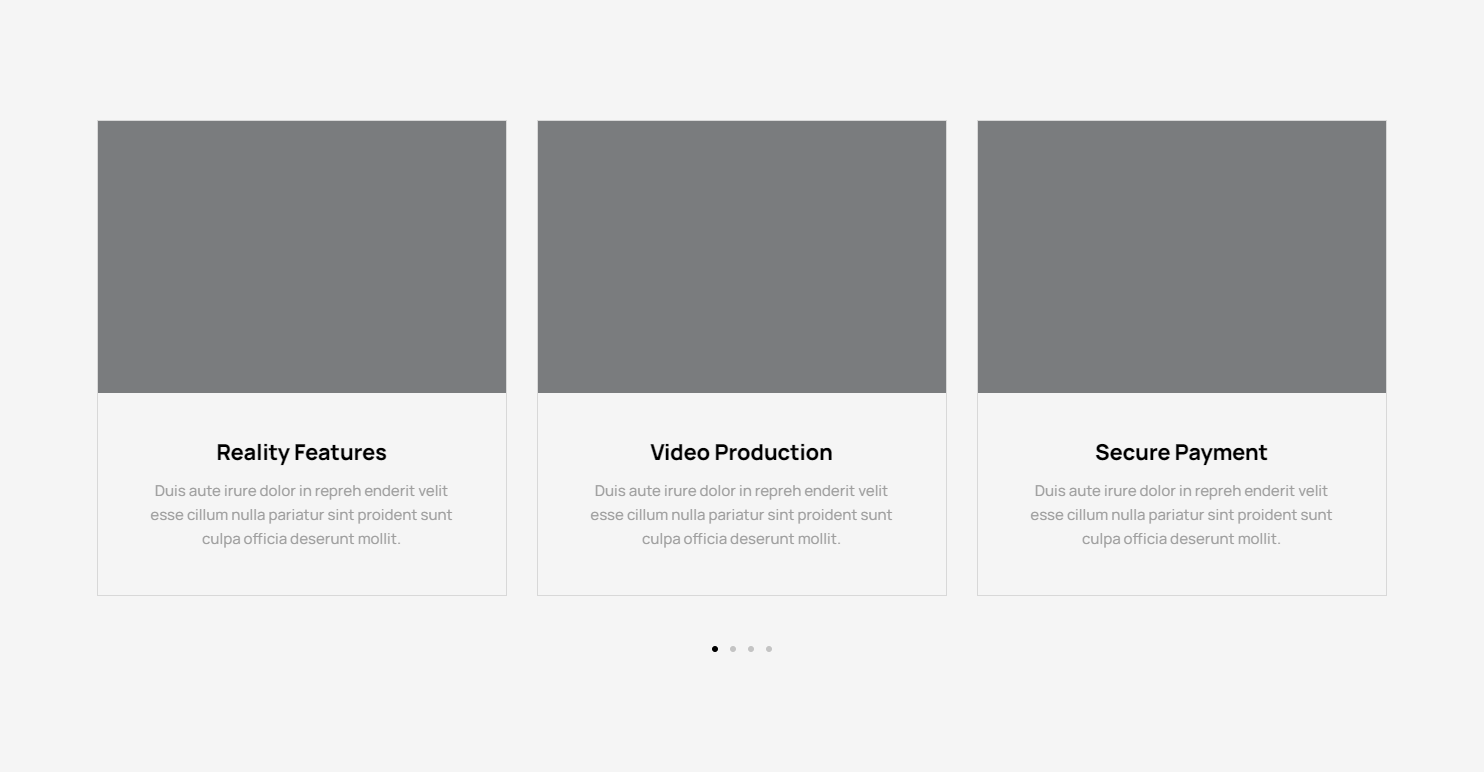 Reality Features
Duis aute irure dolor in repreh enderit velit
esse cillum nulla pariatur sint proident sunt
culpa officia deserunt mollit.
Video Production
Duis aute irure dolor in repreh enderit velit
esse cillum nulla pariatur sint proident sunt
culpa officia deserunt mollit.
Secure Payment
Duis aute irure dolor in repreh enderit velit
esse cillum nulla pariatur sint proident sunt
culpa officia deserunt mollit.